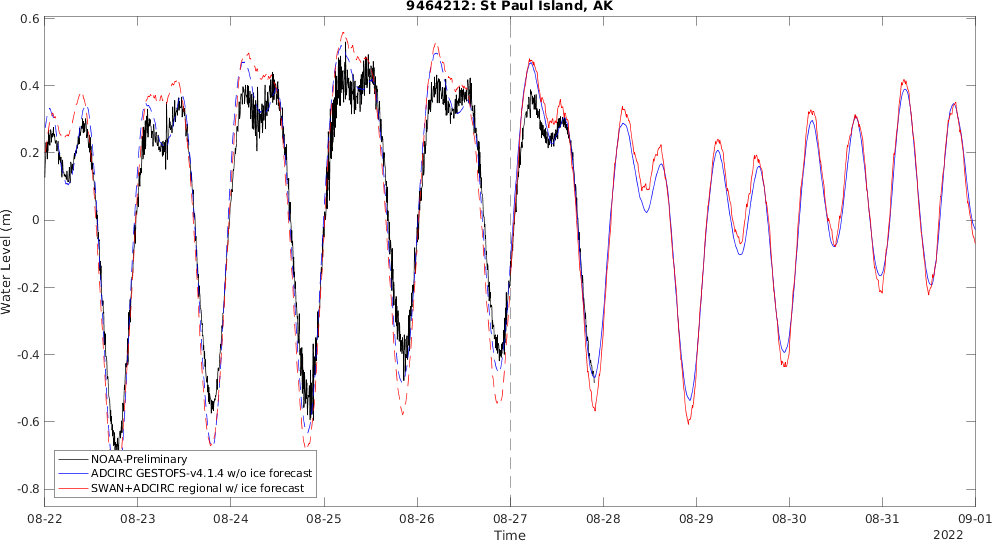 9464212: St Paul Island, AK
0.6
0.4
0.2
0
-0.2
-0.4
-0.6
-0.8
Water Level (m)
NOAA-Preliminary
ADCIRC GESTOFS-v4.1.4 w/o ice forecast
SWAN+ADCIRC regional w/ ice forecast
08-22 08-23 08-24 08-25 08-26 08-27 08-28 08-29 08-30 08-31 09-01
Time
2022